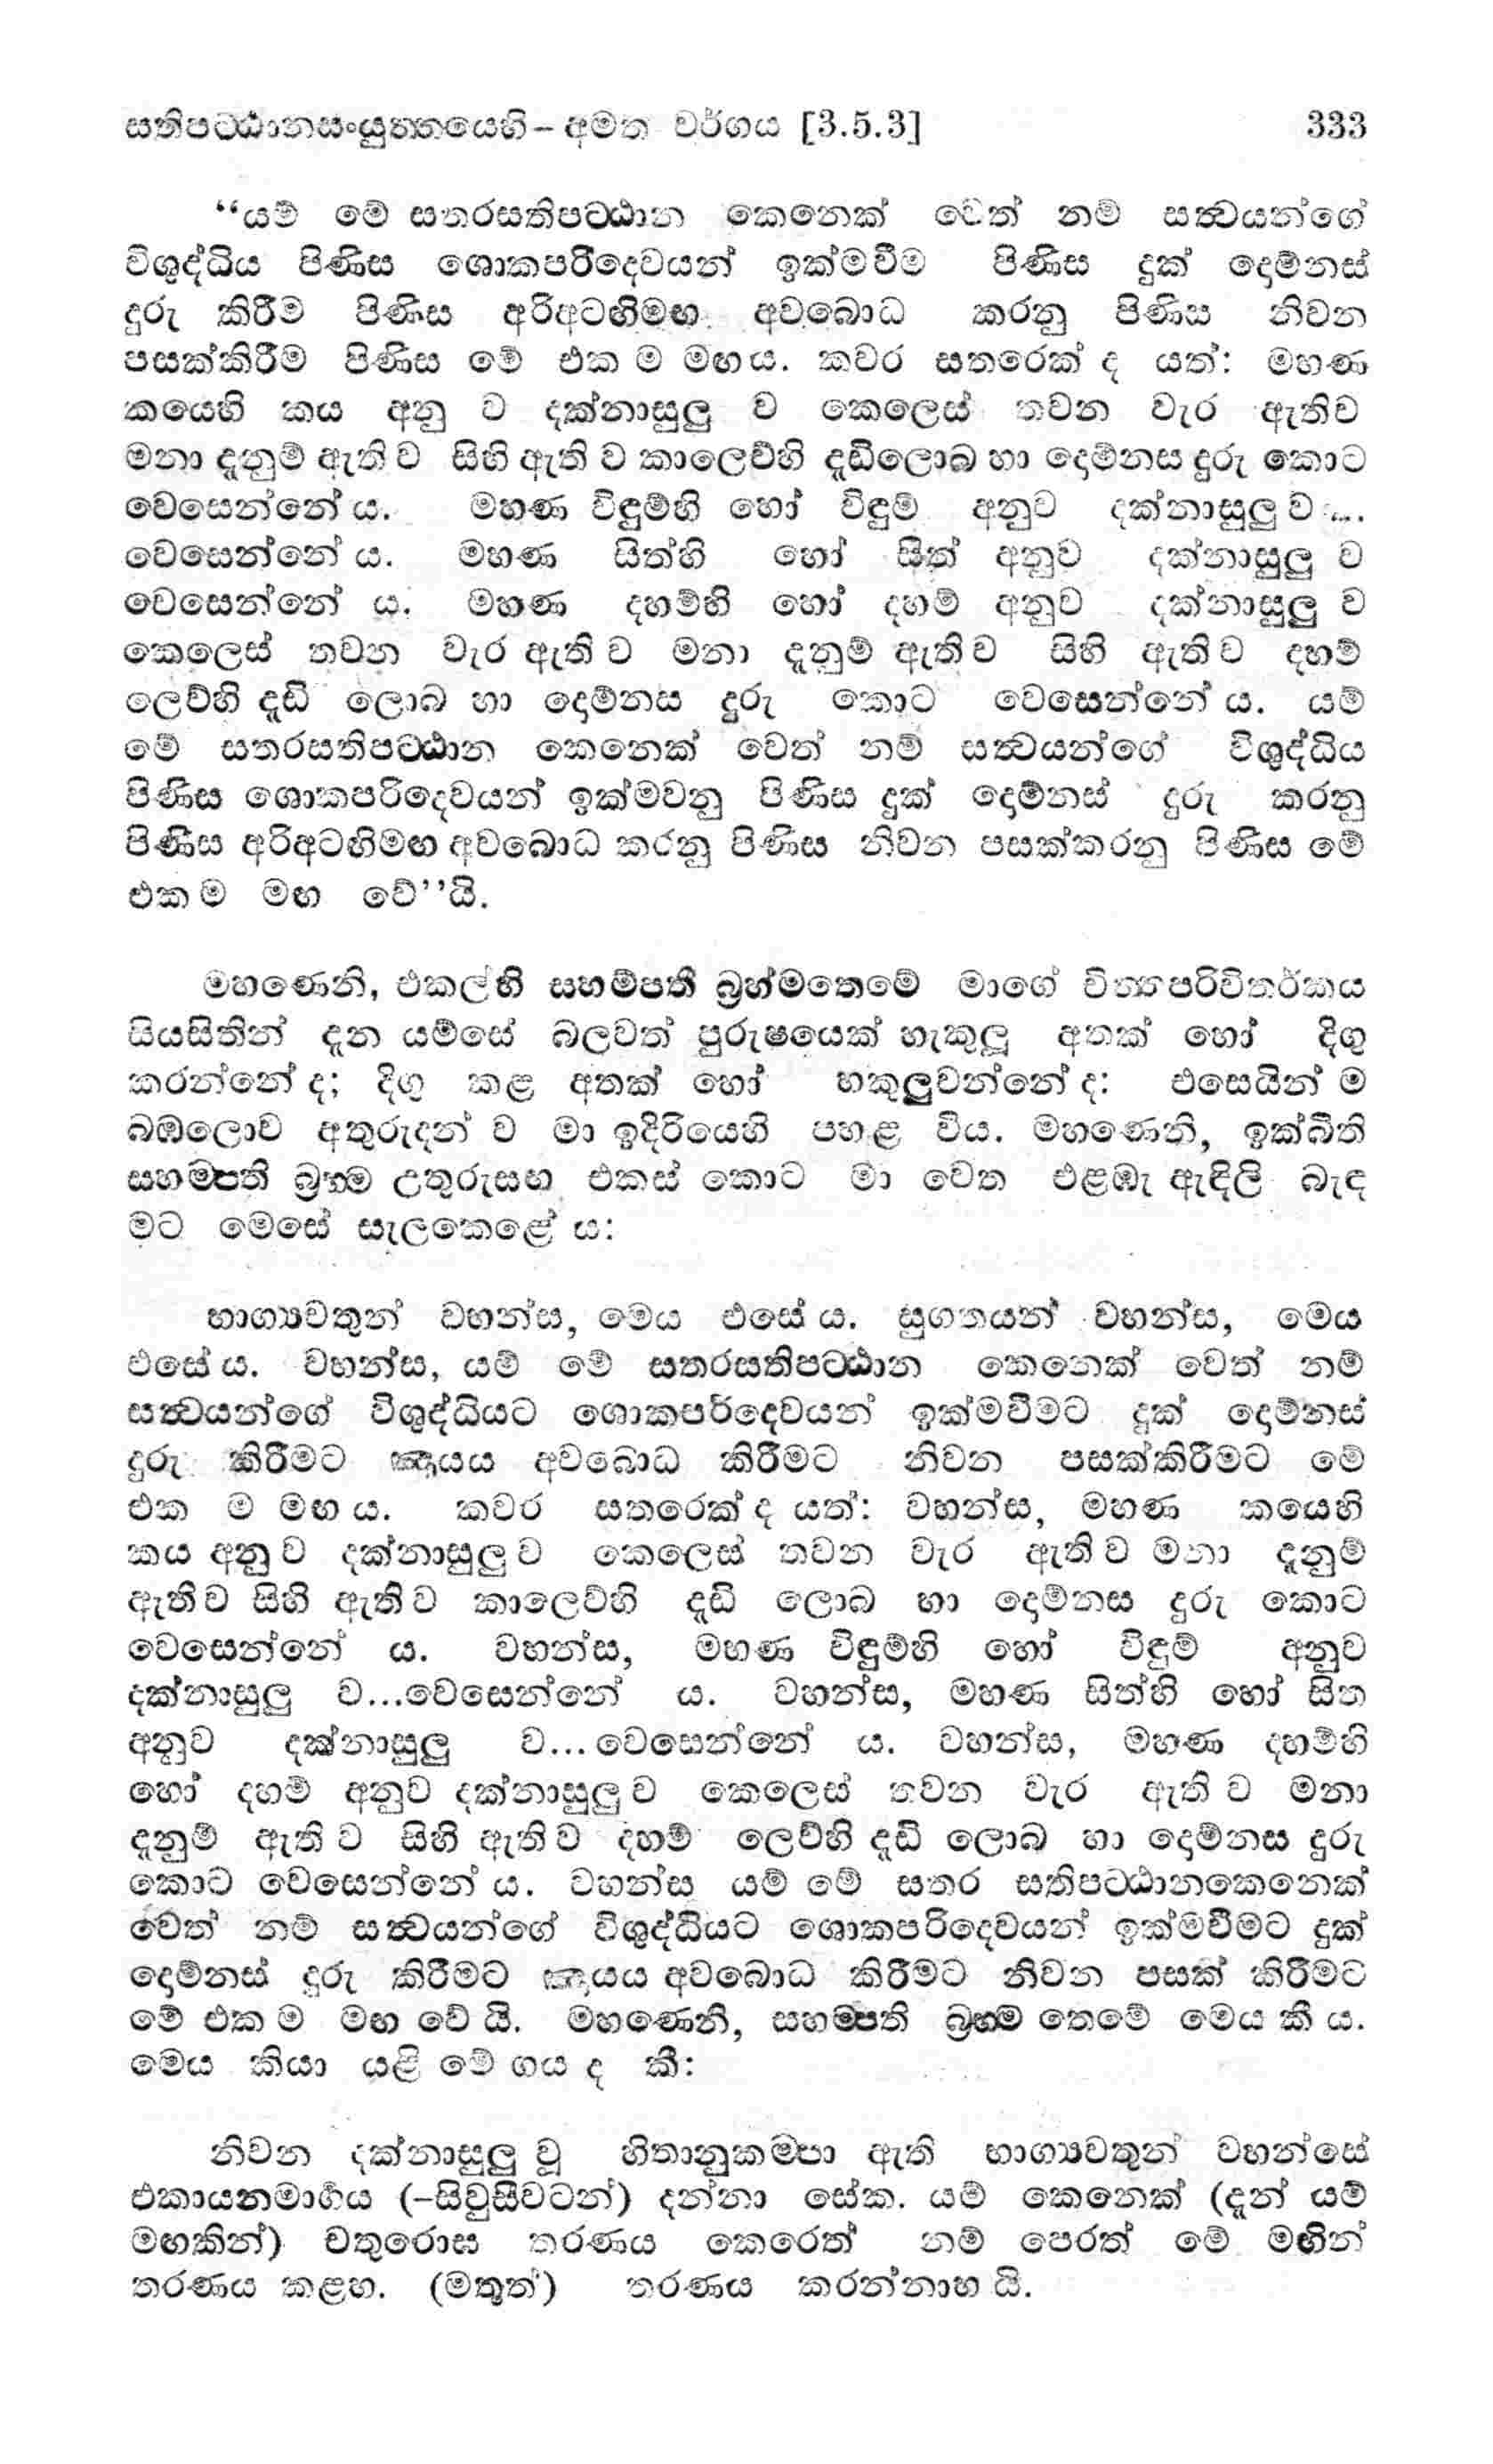 සතිපට්ඨානසංයුත්තයෙහි – අමත වර්ගය [3.5.3] 333
“යම් මේ සතරසතිපට්ඨාන කෙනෙක් වෙත් නම් සත්ත්වයන්ගේ
විශුද්ධිය පිණිස ශොකපරිදෙවයන් ඉක්මවීම පිණිස දුක් දොම්නස්
දුරු කිරීම පිණිස අරිඅටඟිමඟ අවබොධ කරනු පිණිස නිවන
පසක්කිරීම පිණිස මේ එක ම මඟ ය. කවර සතරෙක් ද යත්: මහණ
කයෙහි කය අනු ව දක්නාසුලු ව කෙලෙස් තවන වැර ඇතිව
මනා දැනුම් ඇති ව සිහි ඇති ව කාලෙව්හි දැඩිලොබ හා දොම්නස දුරු කොට
වෙසෙන්නේ ය. මහණ විඳුම්හි හෝ විඳුම් අනුව දක්නාසුලු ව ....
වෙසෙන්නේ ය. මහණ සිත්හි හෝ සිත් අනුව දක්නාසුලු ව
වෙසෙන්නේ ය. මහණ දහම්හි හෝ දහම් අනුව දක්නාසුලු ව
කෙලෙස් තවන වැර ඇති ව මනා දැනුම් ඇතිව සිහි ඇතිව දහම්
ලෙව්හි දැඩි ලොබ හා දොම්නස දුරු කොට වෙසෙන්නේ ය. යම්
මේ සතරසතිපට්ඨාන කෙනෙක් වෙත් නම් සත්ත්වයන්ගේ විශුද්ධිය
පිණිස ශොකපරිදෙවයන් ඉක්මවනු පිණිස දුක් දොම්නස් දුරු කරනු
පිණිස අරිඅටඟිමඟ අවබොධ කරනු පිණිස නිවන පසක්කරනු පිණිස මේ
එක ම මඟ වේ’’යි.
මහණෙනි, එකල්හි සහම්පති බ්‍රහ්මතෙමේ මාගේ චිත්තපරිවිතර්කය
සියසිතින් දැන යම්සේ බලවත් පුරුෂයෙක් හැකුලූ අතක් හෝ දිගු
කරන්නේ ද; දිගු කළ අතක් හෝ හකුලුවන්නේ ද: එසෙයින් ම
බඹලොව අතුරුදන් ව මා ඉදිරියෙහි පහළ විය. මහණෙනි, ඉක්බිති
සහම්පති බ්‍රහ්ම උතුරුසඟ එකස් කොට මා වෙත එළඹැ ඇඳිලි බැඳ
මට මෙසේ සැලකෙළේ ය:
භාග්‍යවතුන් වහන්ස, මෙය එසේ ය. සුගතයන් වහන්ස, මෙය
එසේ ය. වහන්ස, යම් මේ සතරසතිපට්ඨාන කෙනෙක් වෙත් නම්
සත්ත්වයන්ගේ විශුද්ධියට ශොකපරිදෙවයන් ඉක්මවීමට දුක් දොම්නස්
දුරු කිරීමට ඤායය අවබොධ කිරීමට නිවන පසක්කිරීමට මේ
එක ම මඟ ය. කවර සතරෙක් ද යත්: වහන්ස, මහණ කයෙහි
කය අනු ව දක්නාසුලු ව කෙලෙස් තවන වැර ඇති ව මනා දැනුම්
ඇතිව සිහි ඇතිව කාලෙව්හි දැඩි ලොබ හා දොම්නස දුරු කොට
වෙසෙන්නේ ය. වහන්ස, මහණ විඳුම්හි හෝ විඳුම් අනුව
දක්නාසුලු ව...වෙසෙන්නේ ය. වහන්ස, මහණ සිත්හි හෝ සිත
අනුව දක්නාසුලු ව... වෙසෙන්නේ ය. වහන්ස, මහණ දහම්හි
හෝ දහම් අනුව දක්නාසුලු ව කෙලෙස් තවන වැර ඇති ව මනා
දැනුම් ඇති ව සිහි ඇති ව දහම් ලෙව්හි දැඩි ලොබ හා දොම්නස දුරු
කොට වෙසෙන්නේ ය. වහන්ස යම් මේ සතර සතිපට්ඨානකෙනෙක්
වෙත් නම් සත්ත්වයන්ගේ විශුද්ධියට ශොකපරිදෙවයන් ඉක්මවීමට දුක්
දොම්නස් දුරු කිරීමට ඤායය අවබොධ කිරීමට නිවන පසක් කිරීමට
මේ එක ම මඟ වේ යි. මහණෙනි, සහම්පති බ්‍රහ්ම තෙමේ මෙය කී ය.
මෙය කියා යළි මේ ගය ද කී:
නිවන දක්නාසුලු වූ හිතානුකම්පා ඇති භාග්‍යවතුන් වහන්සේ
එකායනමාර්ගය (–සිවුසීවටන්) දන්නා සේක. යම් කෙනෙක් (දැන් යම්
මඟකින්) චතුරොඝ තරණය කෙරෙත් නම් පෙරත් මේ මඟින්
තරණය කළහ. (මතුත්) තරණය කරන්නාහ යි.